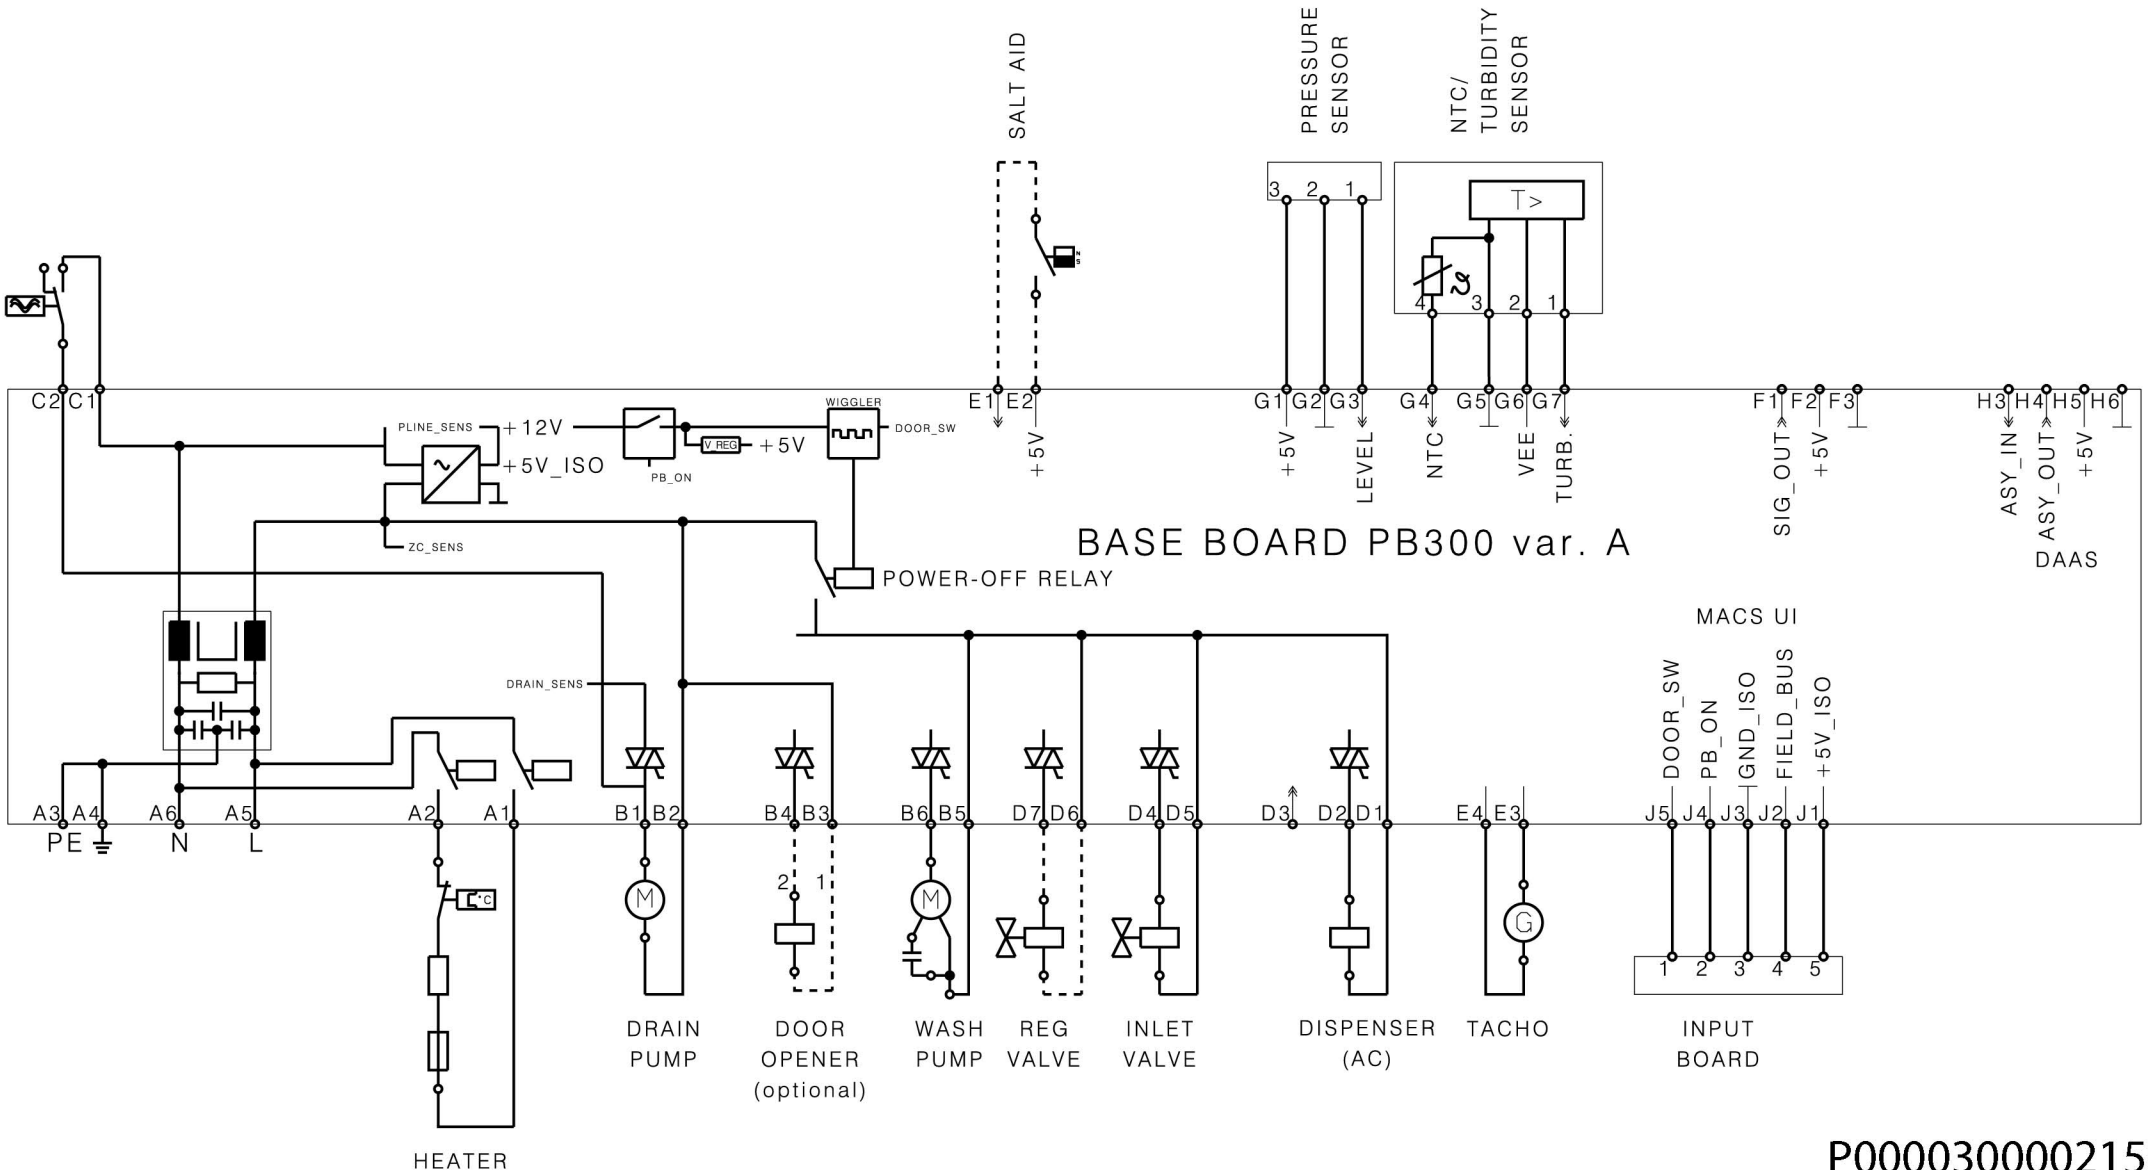 SALT AID
PRESSURE
SENSOR
NTC/
TURBIDITY
SENSOR
3 2 1
T>
4 3 2 1
N
S
C2 C1
E1 E2
G1 G2 G3 G4 G5 G6 G7
F1 F2 F3
H3 H4 H5 H6
PLINE_SENS
+12V
+5V_ISO
V_REG
+5V
PB_ON
WIGGLER
DOOR_SW
+5V
+5V
LEVEL
NTC
VEE
TURB.
SIG_OUT
+5V
ASY_IN
ASY_OUT
+5V
DAAS
ZC_SENS
BASE BOARD PB300 var. A
POWER-OFF RELAY
MACS UI
DOOR_SW
PB_ON
GND_ISO
FIELD_BUS
+5V_ISO
DRAIN_SENS
A3 A4 A6 A5 A2 A1 B1 B2 B4 B3 B6 B5 D7 D6 D4 D5 D3 D2 D1 E4 E3 J5 J4 J3 J2 J1
PE N L
°C
M
2 1
M
G
1 2 3 4 5
DRAIN
PUMP
DOOR
OPENER
(optional)
WASH
PUMP
REG
VALVE
INLET
VALVE
DISPENSER
(AC)
TACHO
INPUT
BOARD
HEATER
P000030000215